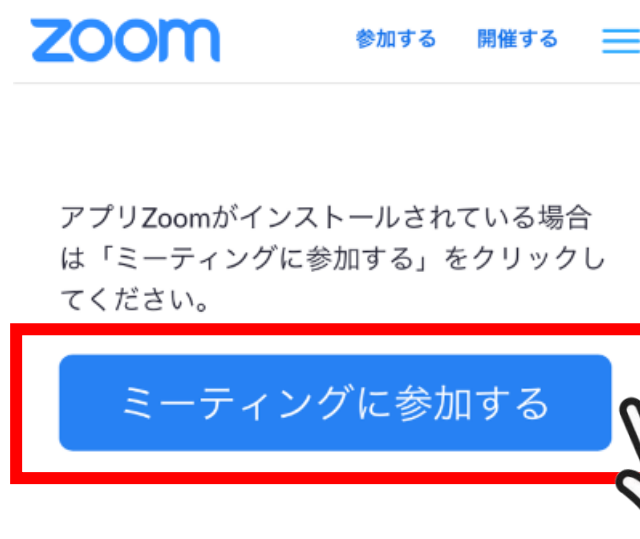 zoom 参加する 開催する
アプリZoomがインストールされている場合
は「ミーティングに参加する」をクリックし
てください。
ミーティングに参加する